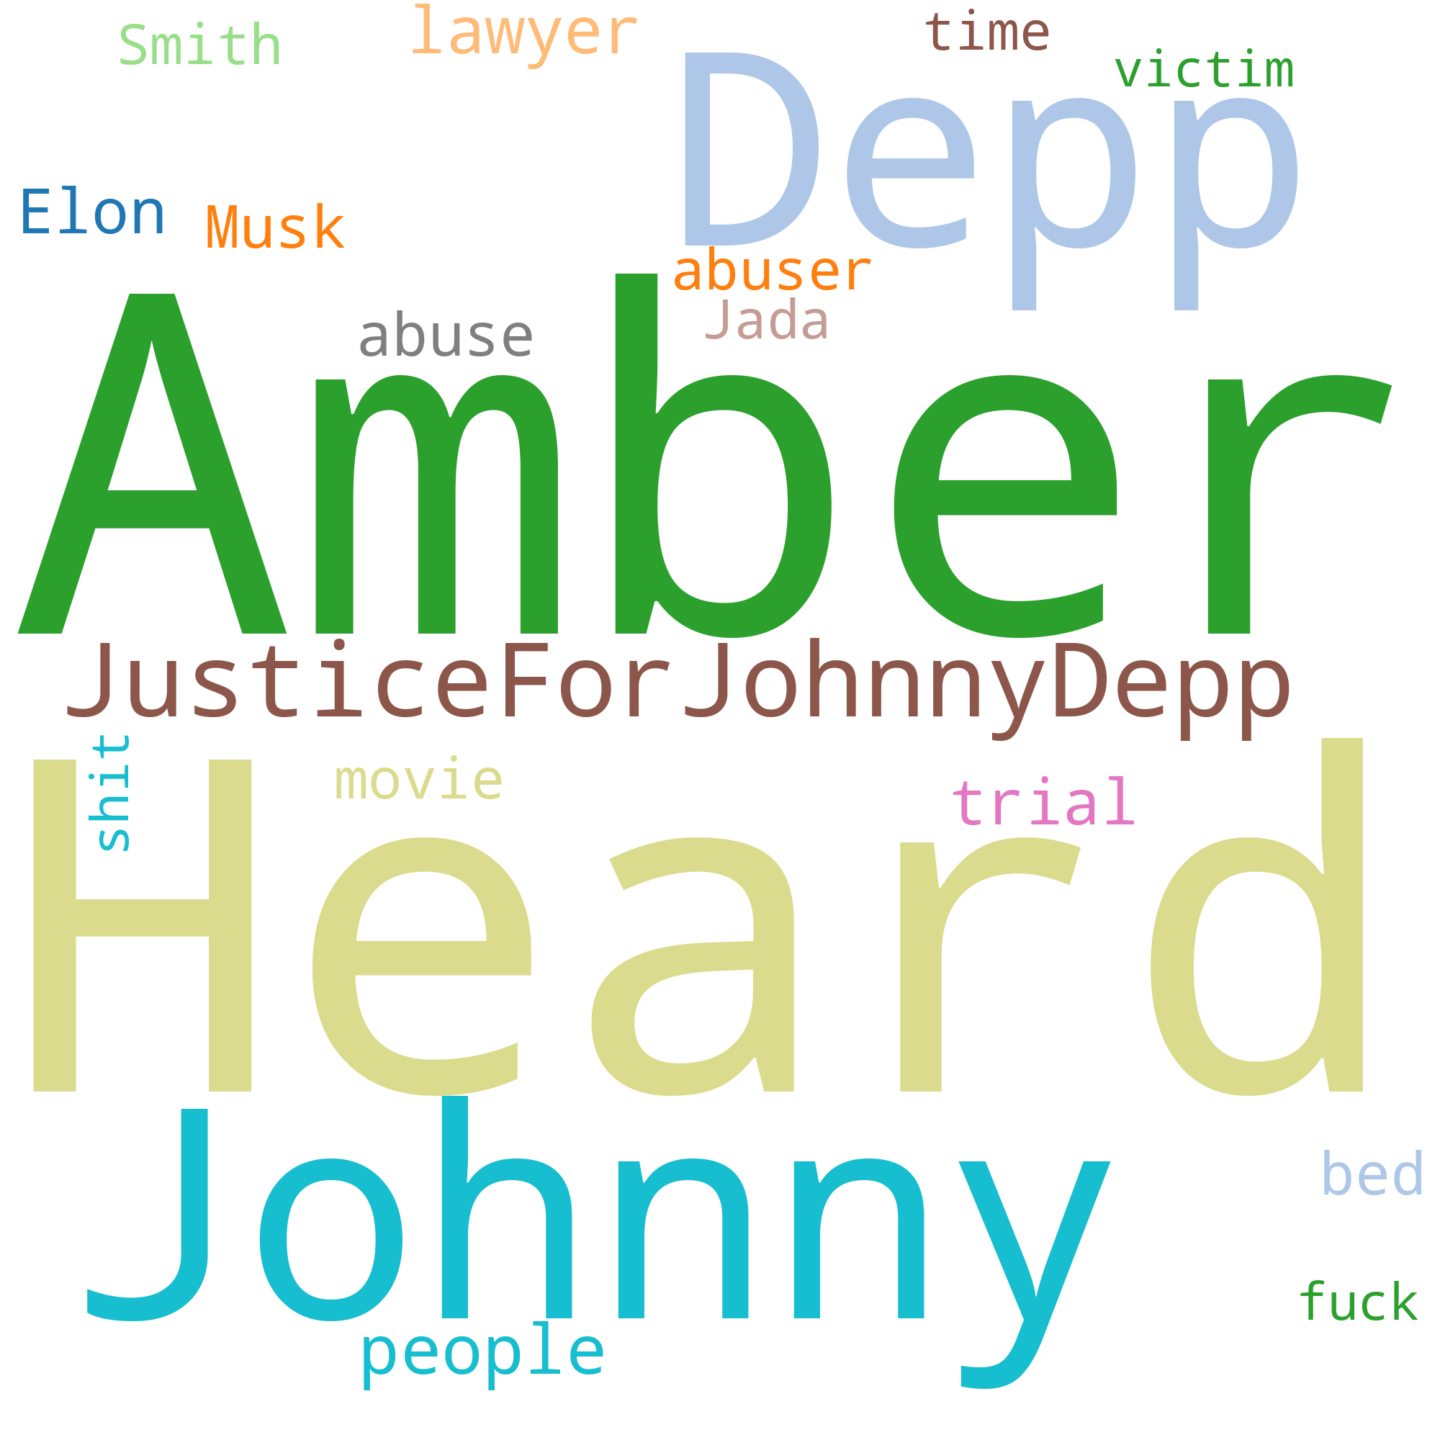 Smith
lawyer
time
victim
Depp
Elon
Musk
abuser
Jada
abuse
Amber
JusticeForJohnnyDepp
shit
movie
trial
Heard
Johnny
bed
fuck
people